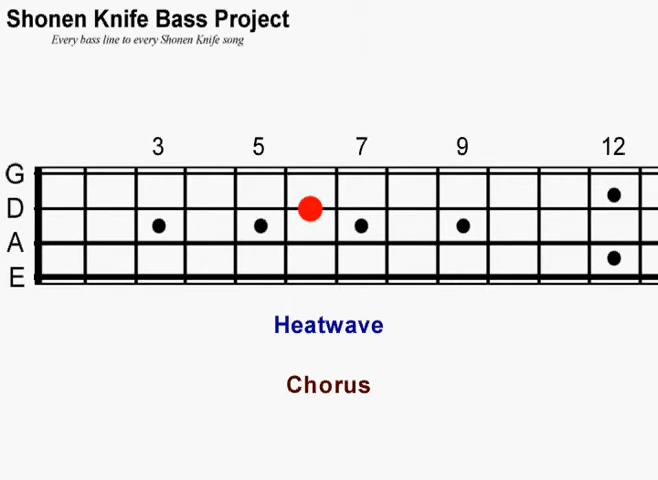 Shonen Knife Bass Project
Every bass line to every Shonen Knife song
3 5 7 9 12
G
D
A
E
Heatwave
Chorus